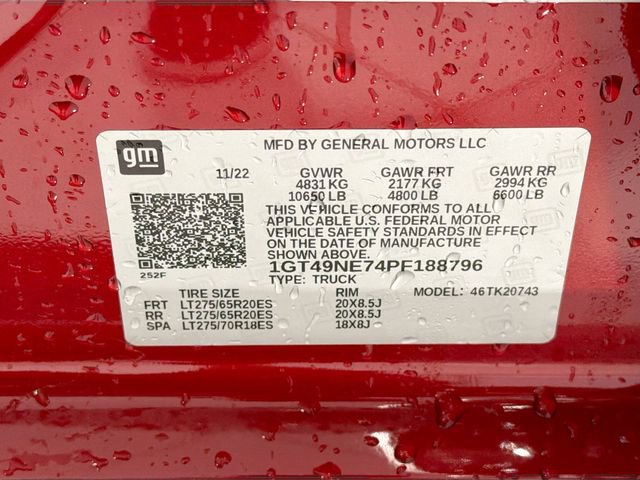 gm
MFD BY GENERAL MOTORS LLC
11/22 GVWR GAWR FRT GAWR RR
4831 KG 2177 KG 2994 KG
10650 LB 4800 LB 6600 LB
THIS VEHICLE CONFORMS TO ALL
APPLICABLE U.S. FEDERAL MOTOR
VEHICLE SAFETY STANDARDS IN EFFECT
ON THE DATE OF MANUFACTURE
SHOWN ABOVE. 1GT49NE74PF188796
252F TYPE: TRUCK
TIRE SIZE RIM MODEL: 46TK20743
FRT LT275/65R20ES 20X8.5J
RR LT275/65R20ES 20X8.5J
SPA LT275/70R18ES 18X8J